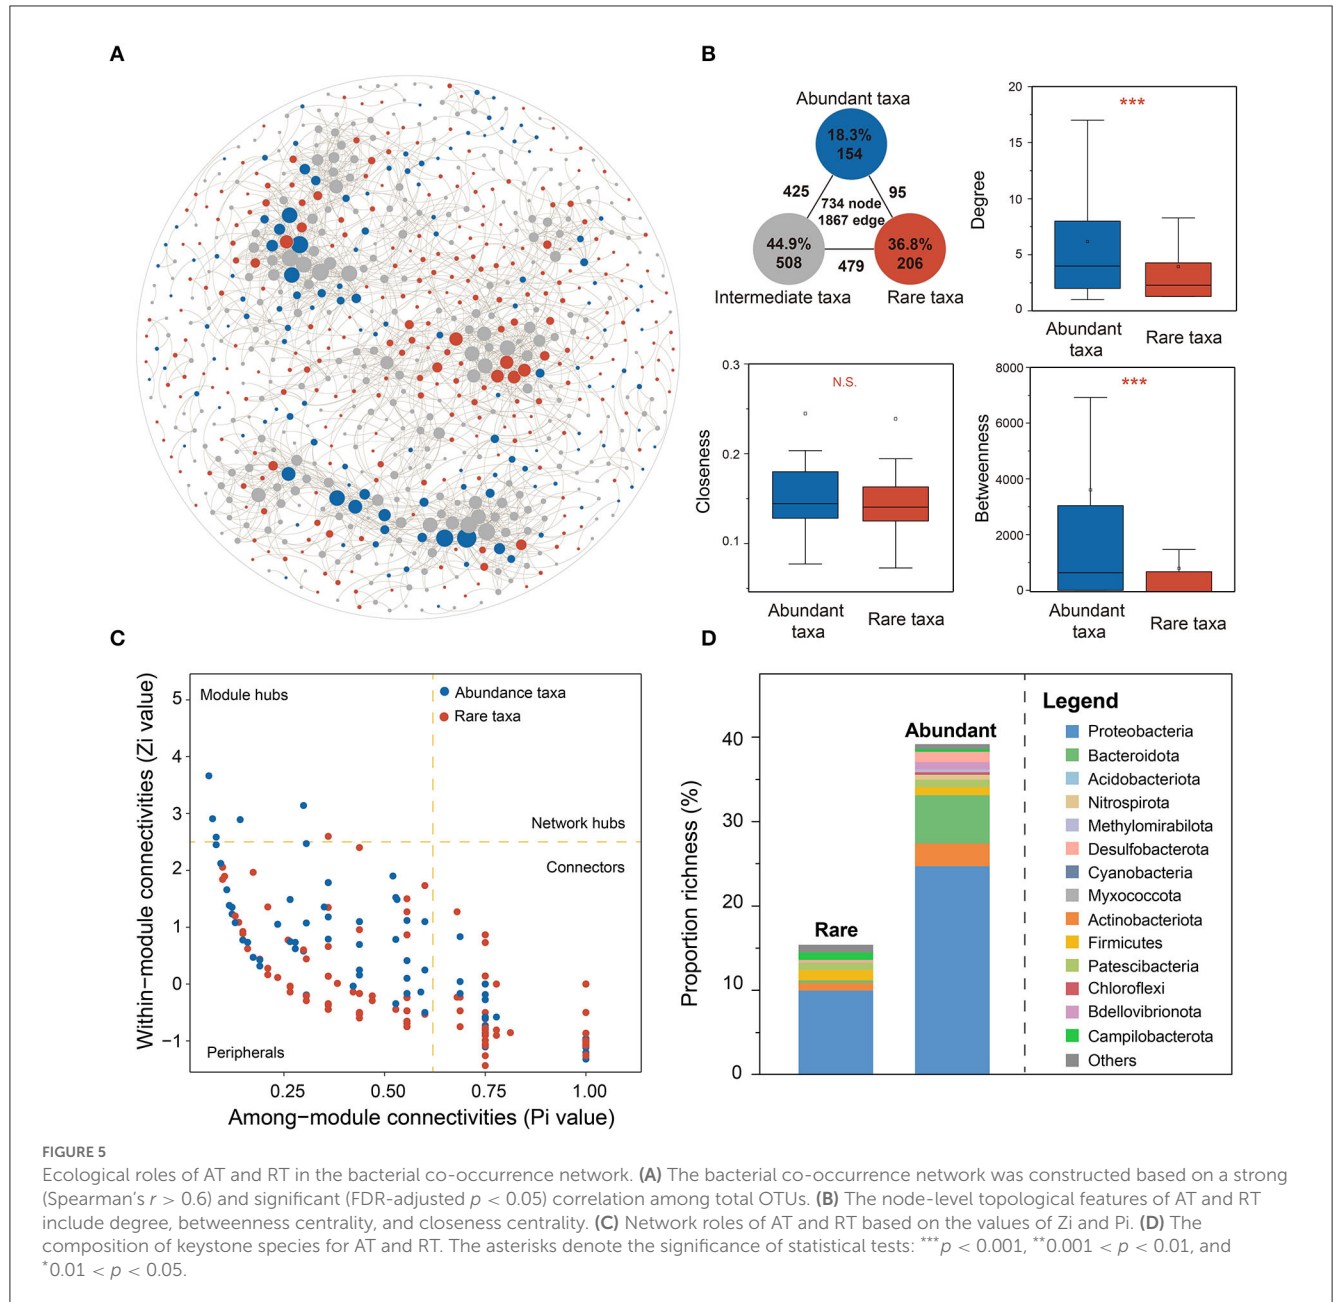 A
B
Abundant taxa
18.3%
154
425
95
734 node
1867 edge
44.9%
508
36.8%
206
479
Intermediate taxa
Rare taxa
20
15
10
5
0
Degree
***
Abundant
taxa
Rare taxa
0.3
0.2
0.1
Closeness
N.S.
Abundant
taxa
Rare taxa
8000
6000
4000
2000
0
Betweenness
***
Abundant
taxa
Rare taxa
C
Within−module connectivities (Zi value)
5
4
3
2
1
0
−1
Module hubs
Abundance taxa
Rare taxa
Network hubs
Connectors
Peripherals
0.25
0.50
0.75
1.00
Among−module connectivities (Pi value)
D
Proportion richness (%)
40
30
20
10
0
Rare
Abundant
Legend
Proteobacteria
Bacteroidota
Acidobacteriota
Nitrospirota
Methylomirabilota
Desulfobacterota
Cyanobacteria
Myxococcota
Actinobacteriota
Firmicutes
Patescibacteria
Chloroflexi
Bdellovibrionota
Campilobacterota
Others
FIGURE 5
Ecological roles of AT and RT in the bacterial co-occurrence network. (A) The bacterial co-occurrence network was constructed based on a strong
(Spearman's r > 0.6) and significant (FDR-adjusted p < 0.05) correlation among total OTUs. (B) The node-level topological features of AT and RT
include degree, betweenness centrality, and closeness centrality. (C) Network roles of AT and RT based on the values of Zi and Pi. (D) The
composition of keystone species for AT and RT. The asterisks denote the significance of statistical tests: ***p < 0.001, **0.001 < p < 0.01, and
*0.01 < p < 0.05.